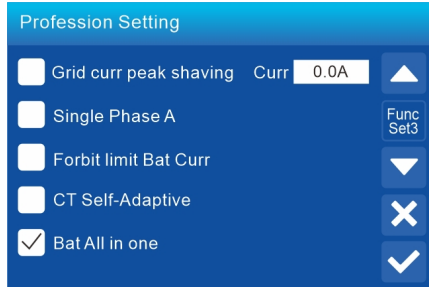 Profession Setting
Grid curr peak shaving Curr 0.0A
Single Phase A
Func
Set3
Forbit limit Bat Curr
CT Self-Adaptive
Bat All in one